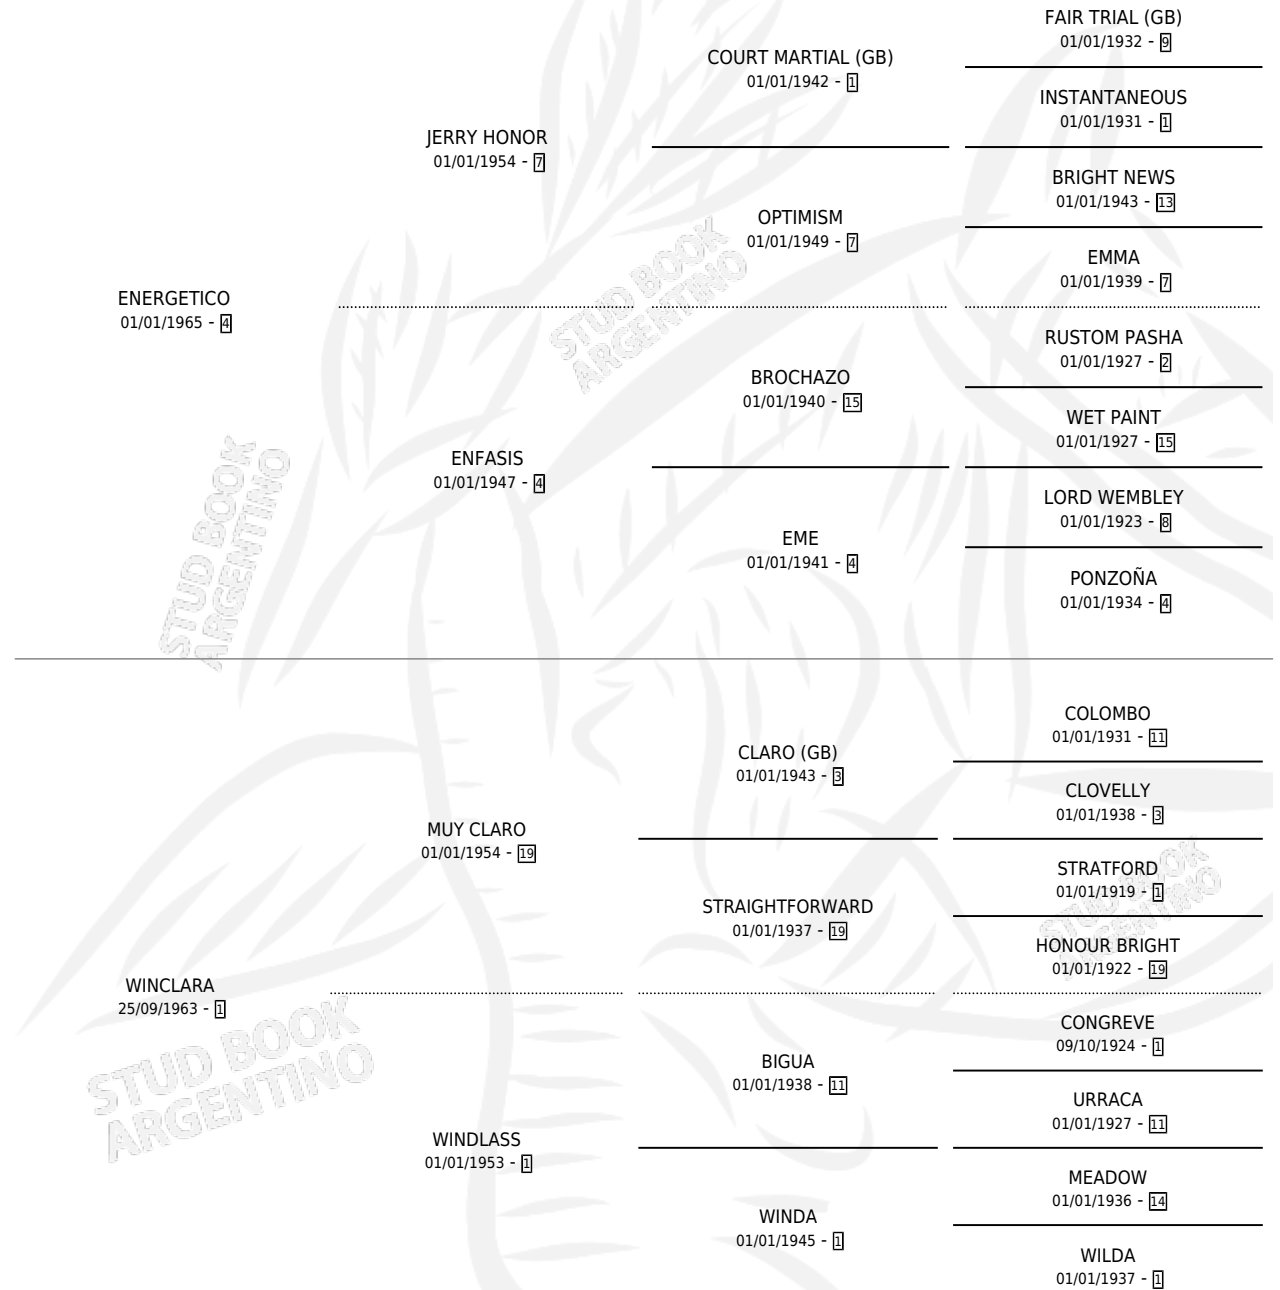 FAIR TRIAL (GB)
01/01/1932 - 9
COURT MARTIAL (GB)
01/01/1942 - 1
INSTANTANEOUS
01/01/1931 - 1
JERRY HONOR
01/01/1954 - 7
BRIGHT NEWS
01/01/1943 - 13
OPTIMISM
01/01/1949 - 7
EMMA
01/01/1939 - 7
ENERGETICO
01/01/1965 - 4
RUSTOM PASHA
01/01/1927 - 2
BROCHAZO
01/01/1940 - 15
WET PAINT
01/01/1927 - 15
ENFASIS
01/01/1947 - 4
LORD WEMBLEY
01/01/1923 - 8
EME
01/01/1941 - 4
PONZOÑA
01/01/1934 - 4
COLOMBO
01/01/1931 - 11
CLARO (GB)
01/01/1943 - 3
CLOVELLY
01/01/1938 - 3
MUY CLARO
01/01/1954 - 19
STRATFORD
01/01/1919 - 1
STRAIGHTFORWARD
01/01/1937 - 19
HONOUR BRIGHT
01/01/1922 - 19
WINCLARA
25/09/1963 - 1
CONGREVE
09/10/1924 - 1
BIGUA
01/01/1938 - 11
URRACA
01/01/1927 - 11
WINDLASS
01/01/1953 - 1
MEADOW
01/01/1936 - 14
WINDA
01/01/1945 - 1
WILDA
01/01/1937 - 1
STUD BOOK
ARGENTINO
STUD BOOK
ARGENTINO
STUD BOOK
ARGENTINO
STUD BOOK
ARGENTINO